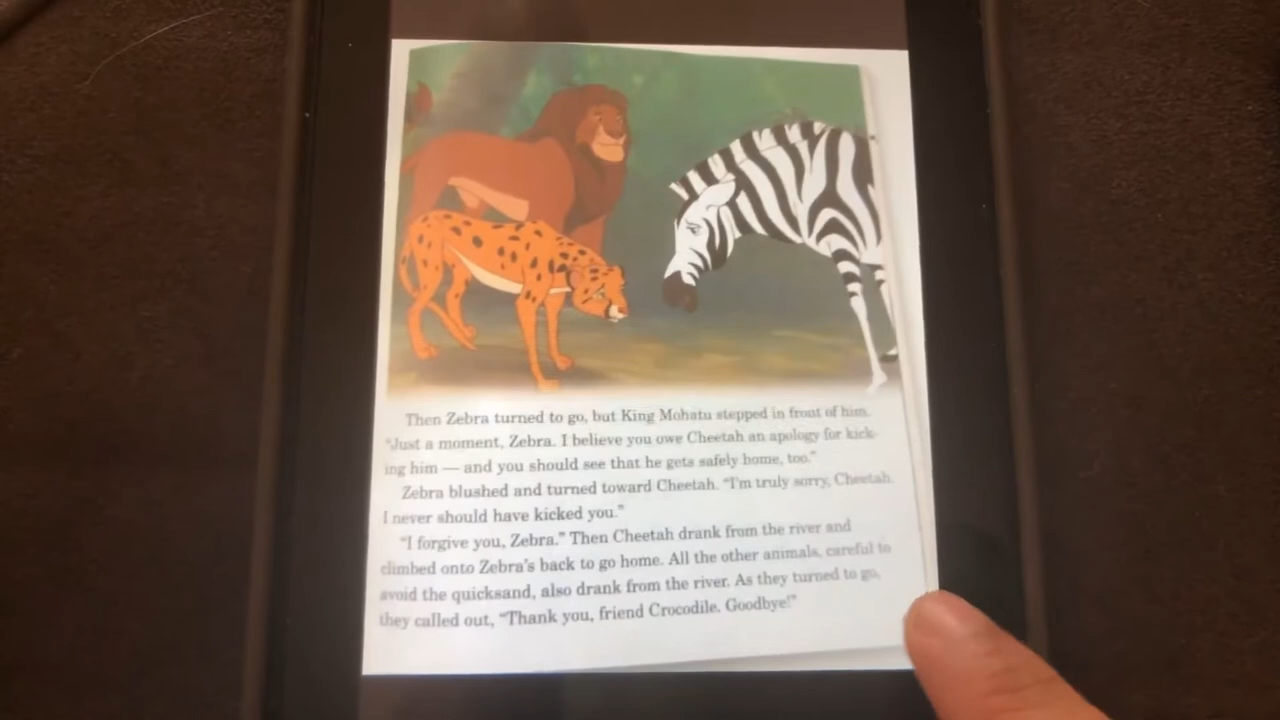 Then Zebra turned to go, but King Mohatu stepped in front of him.
"Just a moment, Zebra. I believe you owe Cheetah an apology for kick-
ing him — and you should see that he gets safely home, too."
Zebra blushed and turned toward Cheetah. "I'm truly sorry, Cheetah.
I never should have kicked you."
"I forgive you, Zebra." Then Cheetah drank from the river and
climbed onto Zebra's back to go home. All the other animals, careful to
avoid the quicksand, also drank from the river. As they turned to go,
they called out, "Thank you, friend Crocodile. Goodbye!"